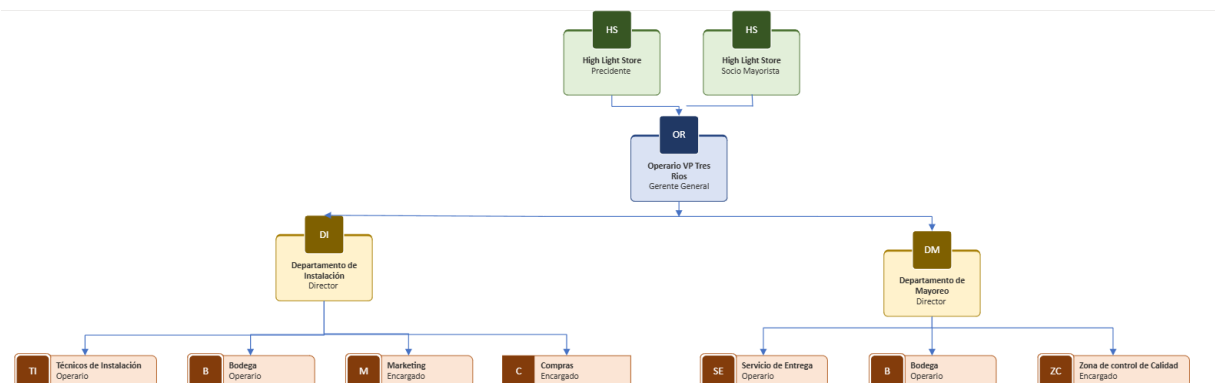 HS
High Light Store
Precidente
HS
High Light Store
Socio Mayorista
OR
Operario VP Tres
Rios
Gerente General
DI
Departamento de
Instalación
Director
DM
Departamento de
Mayoreo
Director
TI
Técnicos de Instalación
Operario
B
Bodega
Operario
M
Marketing
Encargado
C
Compras
Encargado
SE
Servicio de Entrega
Operario
B
Bodega
Operario
ZC
Zona de control de Calidad
Encargado